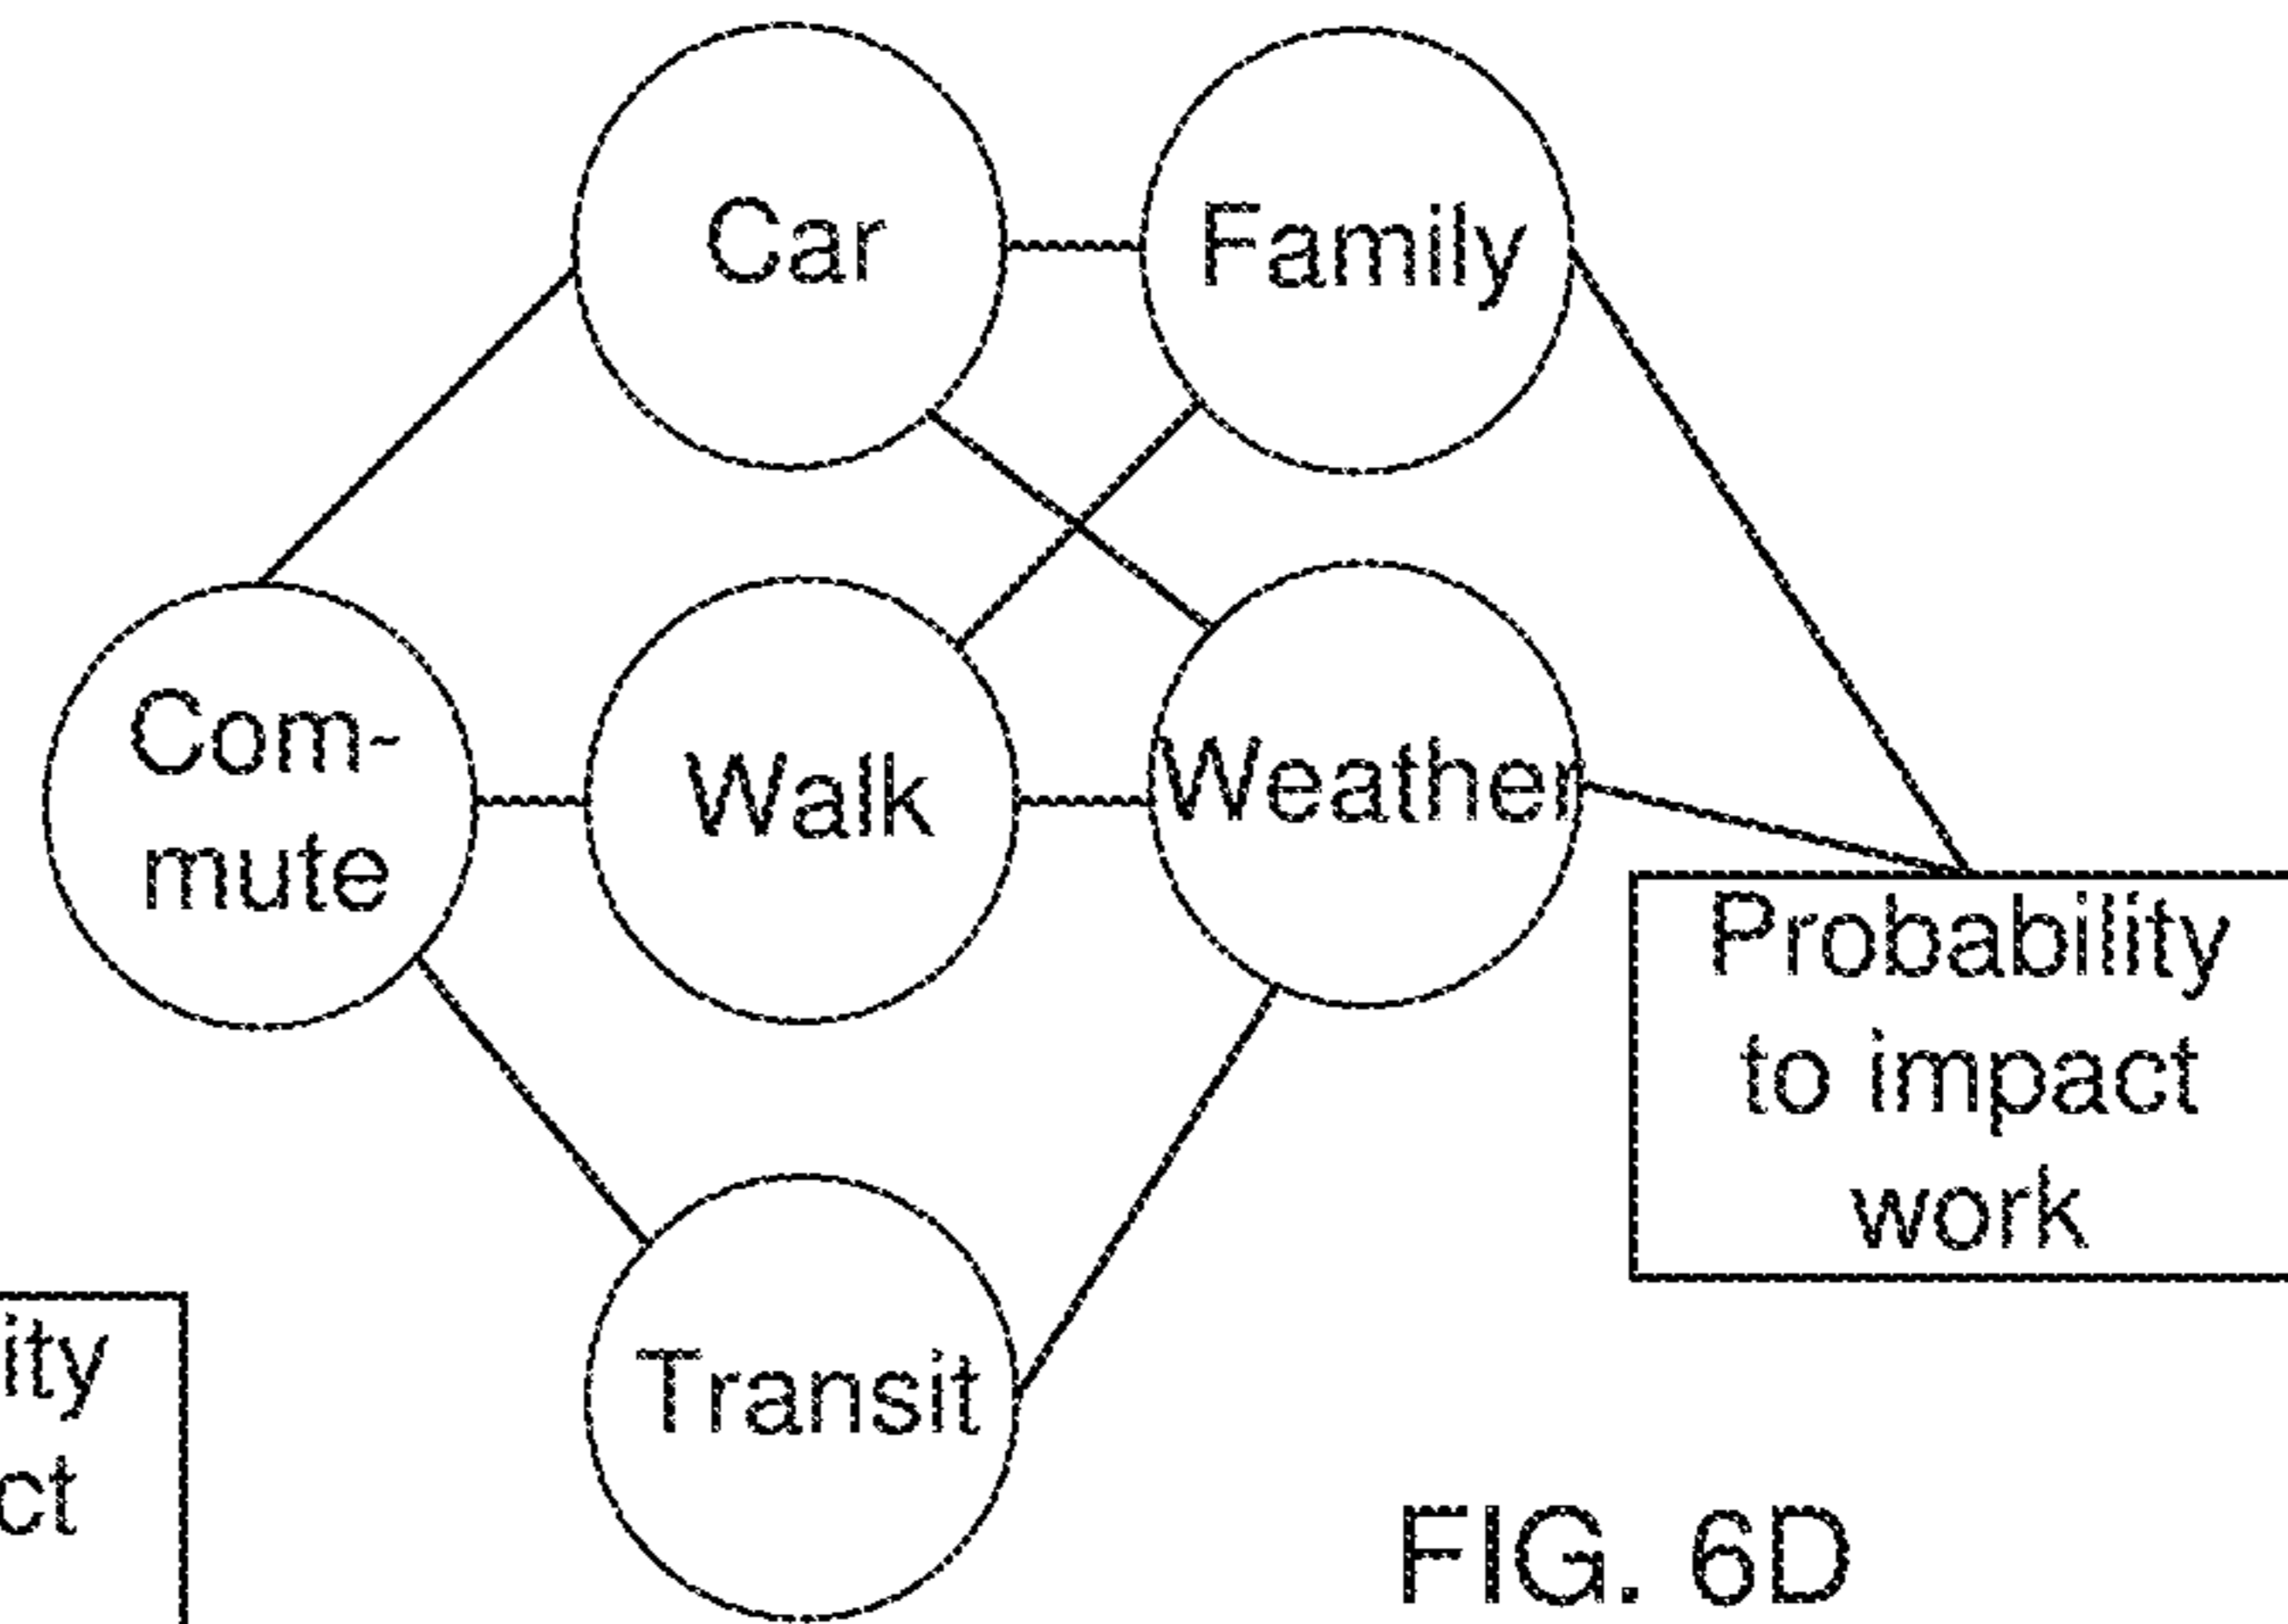 Car
Family
Com-
mute
Walk
Weather
Probability
to impact
work
Transit
ity
ct
FIG. 6D